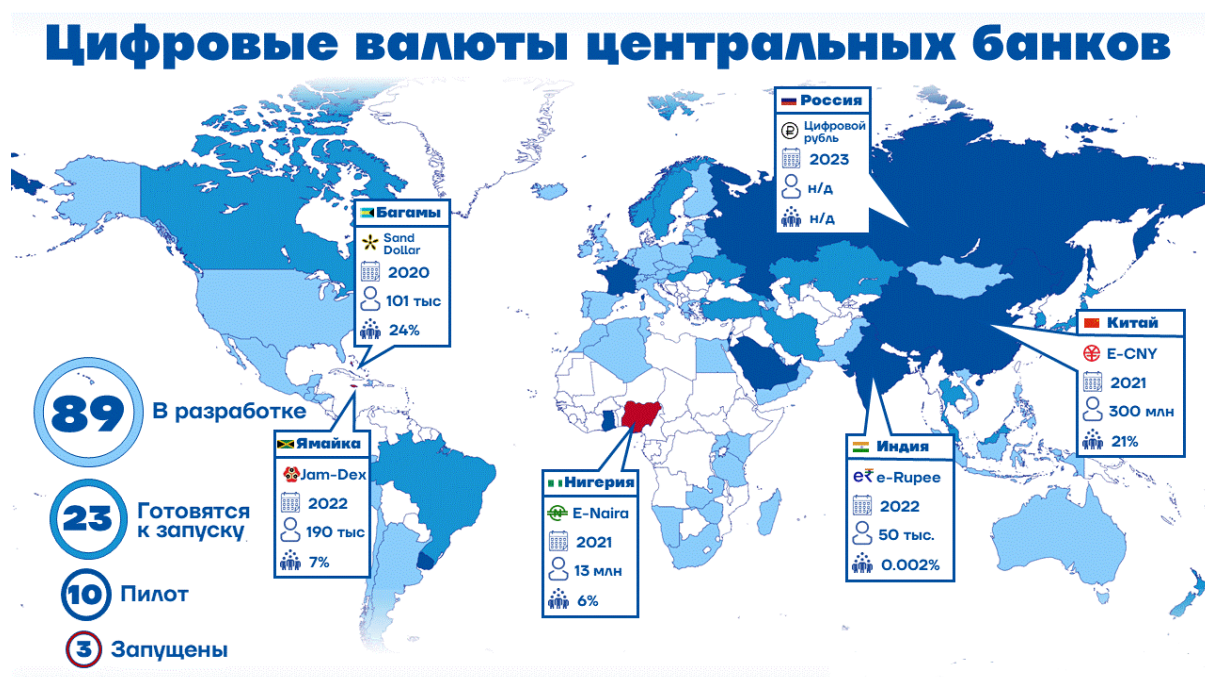 Цифровые валюты центральных банков
Россия
Цифровой
рубль
2023
н/д
н/д
Багамы
Sand
Dollar
2020
101 тыс
24%
Китай
E-CNY
2021
300 млн
21%
89
В разработке
Ямайка
Jam-Dex
2022
190 тыс
7%
Индия
e₹ e-Rupee
2022
50 тыс.
0.002%
Нигерия
E-Naira
2021
13 млн
6%
23
Готовятся
к запуску
10
Пилот
3
Запущены